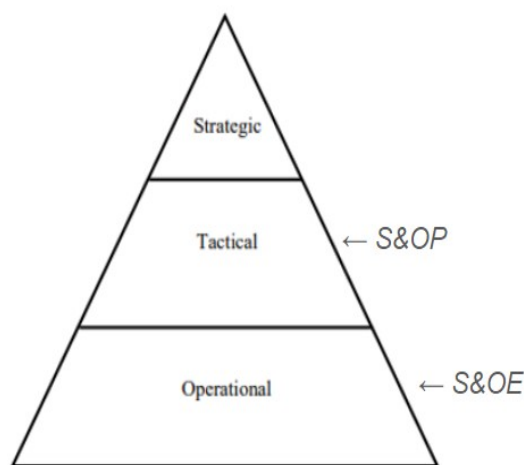 Strategic
Tactical
← S&OP
Operational
← S&OE